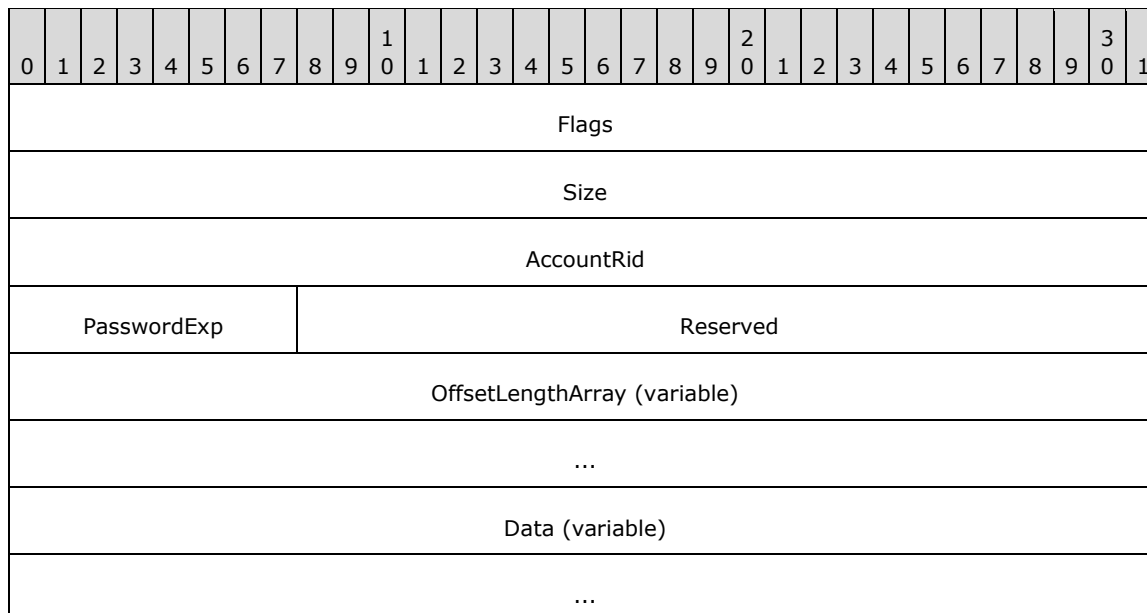 1 2 3
0 1 2 3 4 5 6 7 8 9 0 1 2 3 4 5 6 7 8 9 0 1 2 3 4 5 6 7 8 9 0 1
Flags
Size
AccountRid
PasswordExp Reserved
OffsetLengthArray (variable)
...
Data (variable)
...